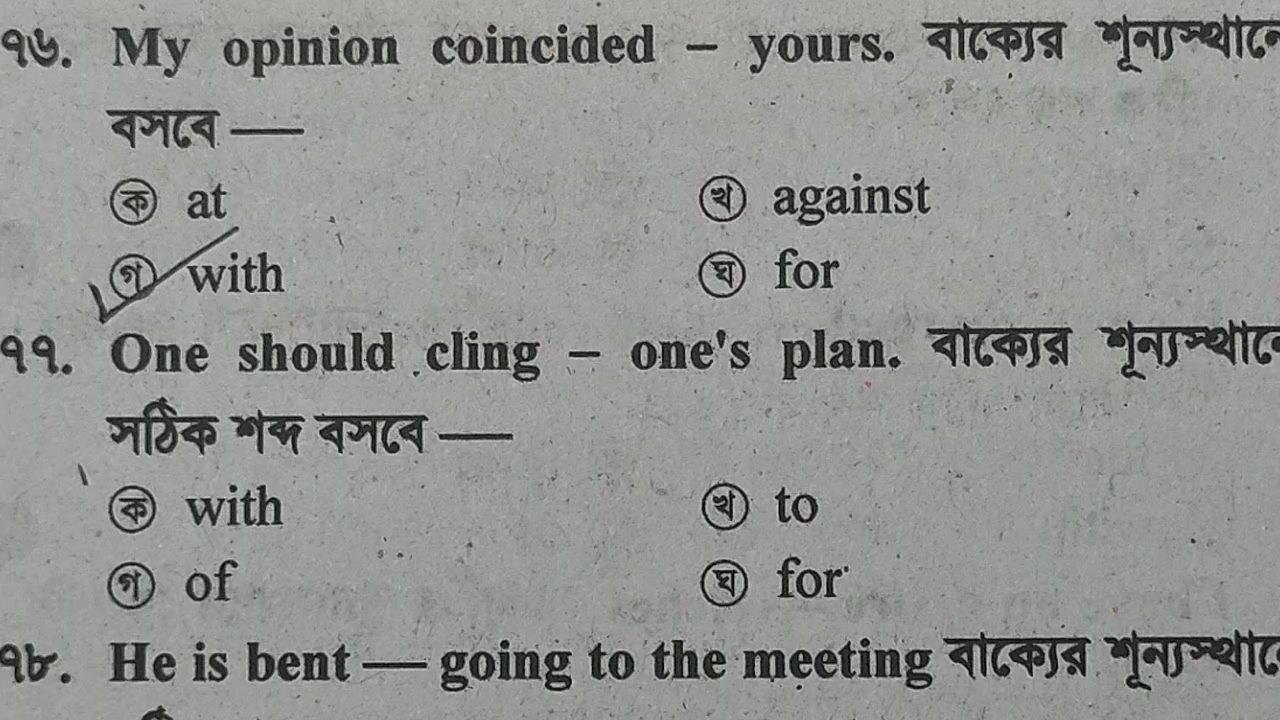 ৭৬. My opinion coincided – yours. বাক্যের শূন্যস্থানে
বসবে —
ক at খ against
গ with ঘ for
৭৭. One should cling – one's plan. বাক্যের শূন্যস্থানে
সঠিক শব্দ বসবে —
ক with খ to
গ of ঘ for
৭৮. He is bent — going to the meeting বাক্যের শূন্যস্থানে